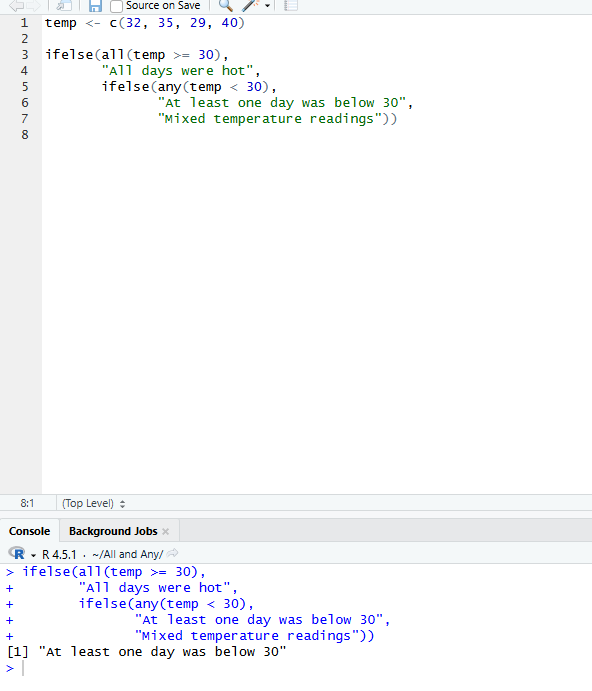 Source on Save
1 temp <- c(32, 35, 29, 40)
2
3 ifelse(all(temp >= 30),
4        "All days were hot",
5        ifelse(any(temp < 30),
6               "At least one day was below 30",
7               "Mixed temperature readings"))
8
8:1 (Top Level)
Console Background Jobs
R R 4.5.1 · ~/All and Any/
> ifelse(all(temp >= 30),
+        "All days were hot",
+        ifelse(any(temp < 30),
+               "At least one day was below 30",
+               "Mixed temperature readings"))
[1] "At least one day was below 30"
>